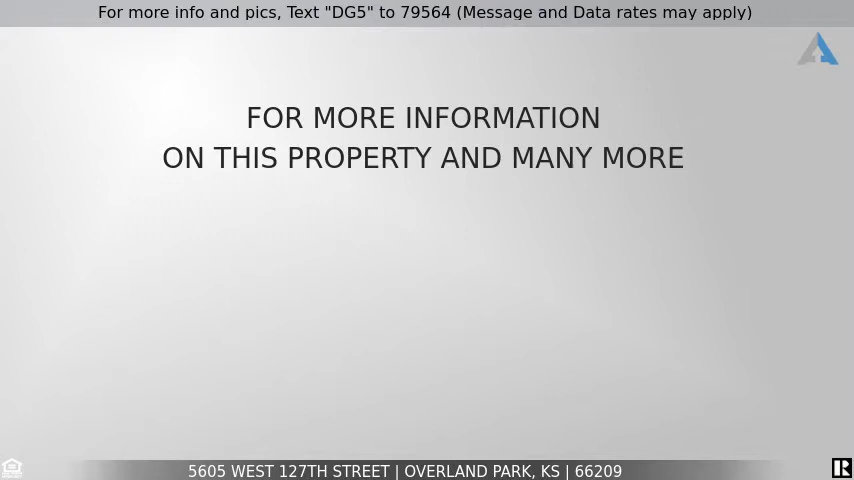 For more info and pics, Text "DG5" to 79564 (Message and Data rates may apply)
FOR MORE INFORMATION
ON THIS PROPERTY AND MANY MORE
5605 WEST 127TH STREET | OVERLAND PARK, KS | 66209